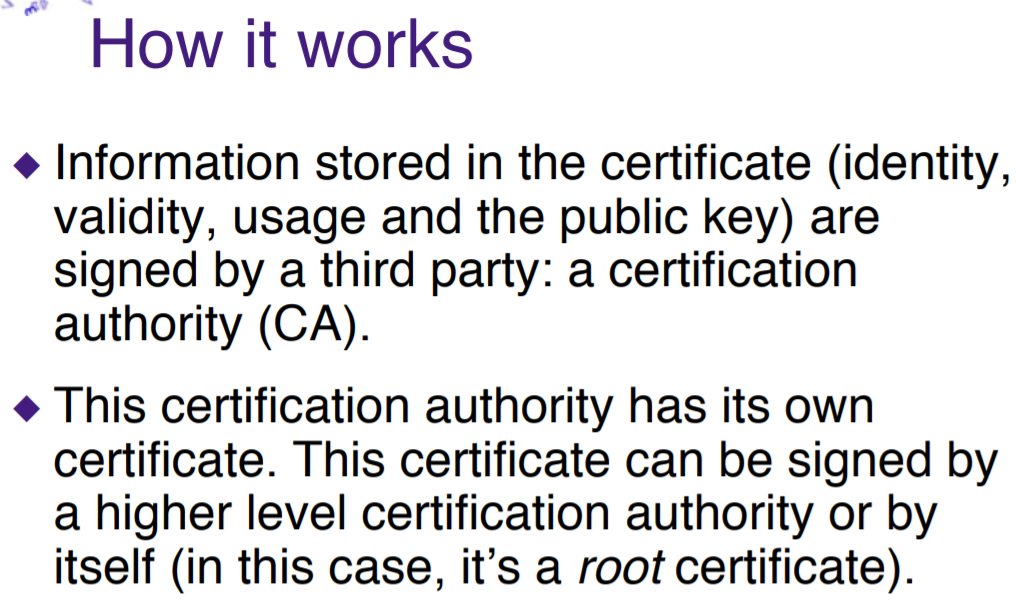 How it works
◆ Information stored in the certificate (identity,
validity, usage and the public key) are
signed by a third party: a certification
authority (CA).
◆ This certification authority has its own
certificate. This certificate can be signed by
a higher level certification authority or by
itself (in this case, it’s a root certificate).